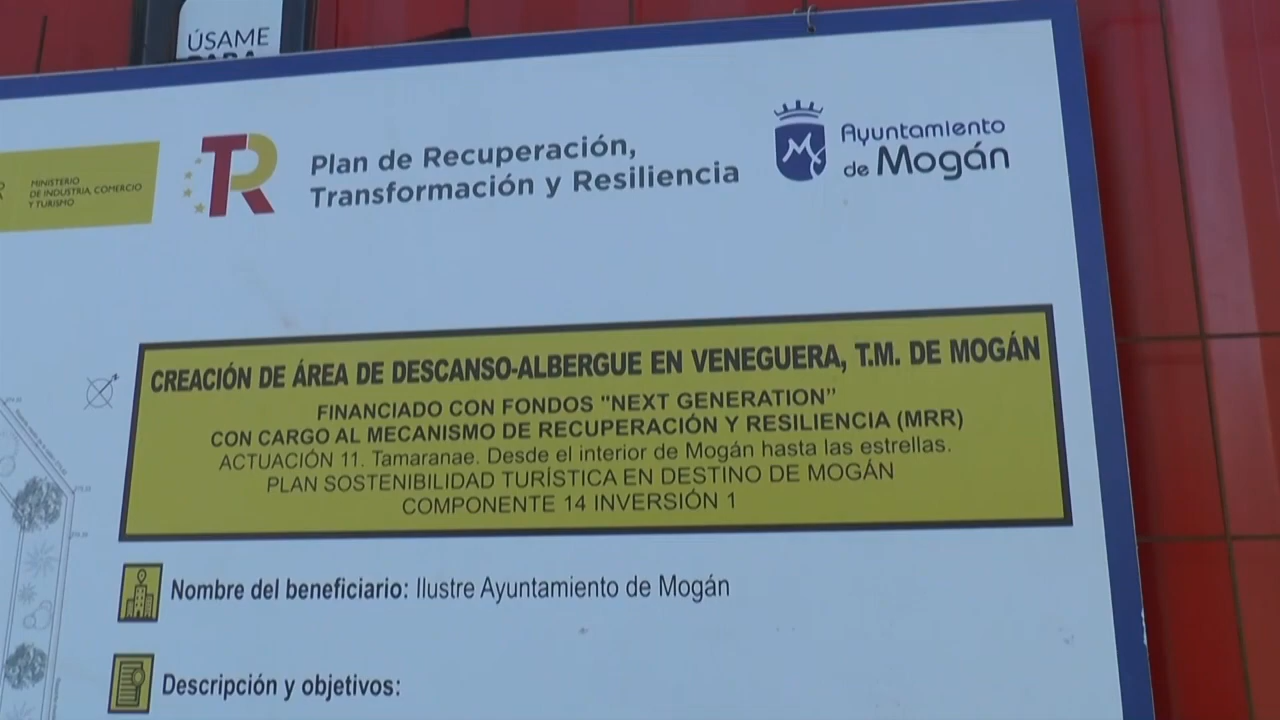 ÚSAME
PARA
MINISTERIO
DE INDUSTRIA, COMERCIO
Y TURISMO
TR
Plan de Recuperación,
Transformación y Resiliencia
Ayuntamiento
de Mogán
CREACIÓN DE ÁREA DE DESCANSO-ALBERGUE EN VENEGUERA, T.M. DE MOGÁN
FINANCIADO CON FONDOS "NEXT GENERATION”
CON CARGO AL MECANISMO DE RECUPERACIÓN Y RESILIENCIA (MRR)
ACTUACIÓN 11. Tamaranae. Desde el interior de Mogán hasta las estrellas.
PLAN SOSTENIBILIDAD TURÍSTICA EN DESTINO DE MOGÁN
COMPONENTE 14 INVERSIÓN 1
Nombre del beneficiario: Ilustre Ayuntamiento de Mogán
Descripción y objetivos: